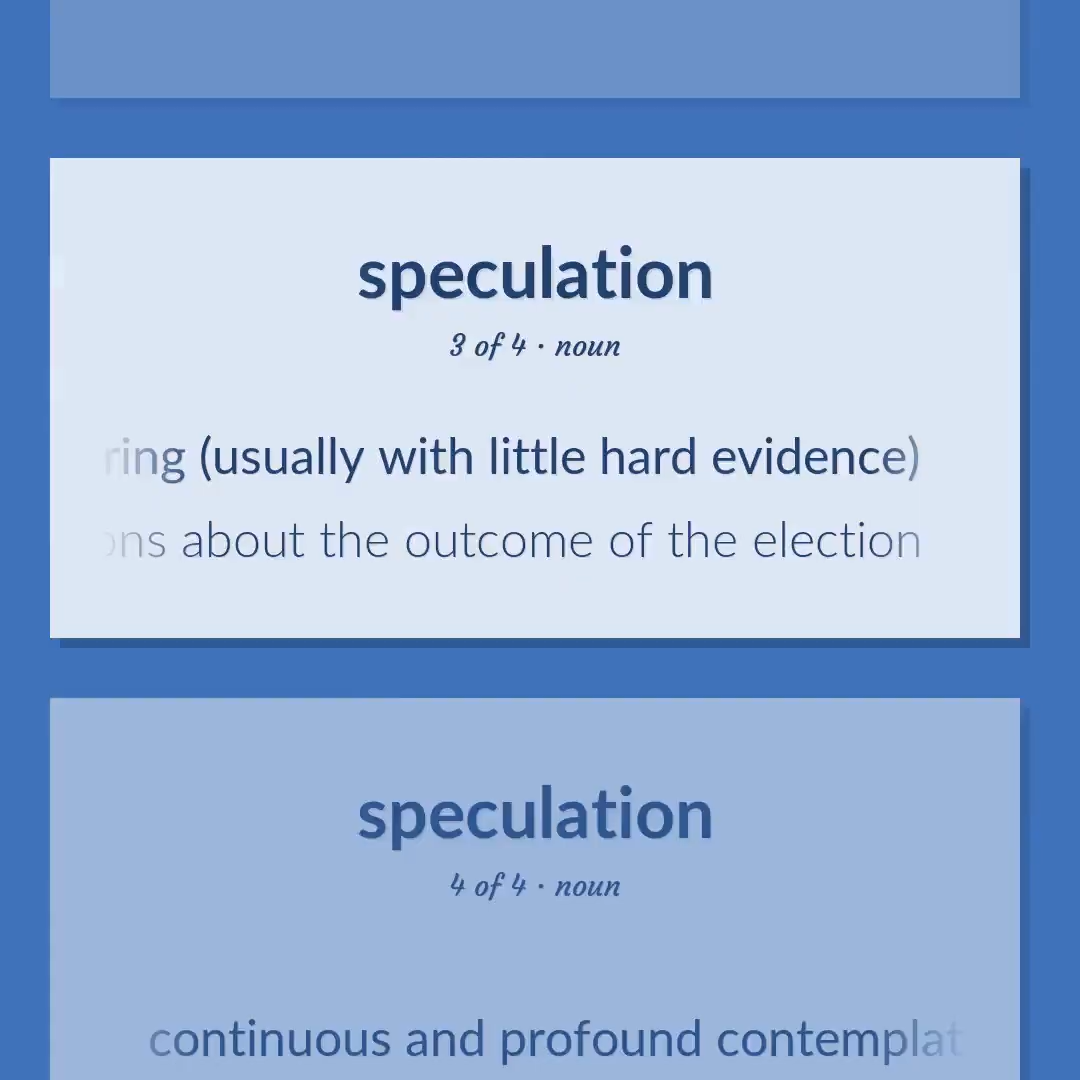 speculation
3 of 4 · noun
ring (usually with little hard evidence)
ons about the outcome of the election
speculation
4 of 4 · noun
continuous and profound contemplat